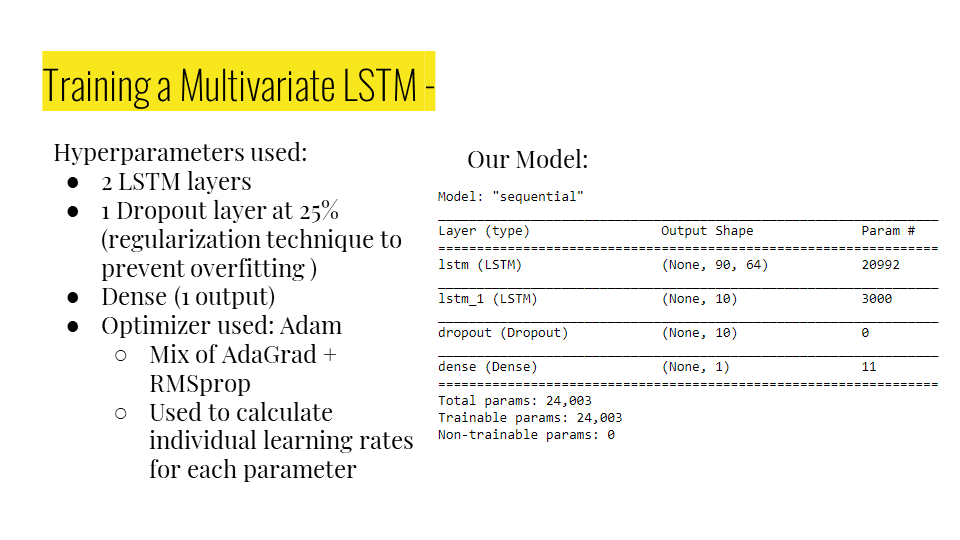 Training a Multivariate LSTM -
Hyperparameters used:
● 2 LSTM layers
● 1 Dropout layer at 25%
(regularization technique to
prevent overfitting )
● Dense (1 output)
● Optimizer used: Adam
○ Mix of AdaGrad +
RMSprop
○ Used to calculate
individual learning rates
for each parameter
Our Model:
Model: "sequential"
Layer (type) Output Shape Param #
lstm (LSTM) (None, 90, 64) 20992
lstm_1 (LSTM) (None, 10) 3000
dropout (Dropout) (None, 10) 0
dense (Dense) (None, 1) 11
Total params: 24,003
Trainable params: 24,003
Non-trainable params: 0